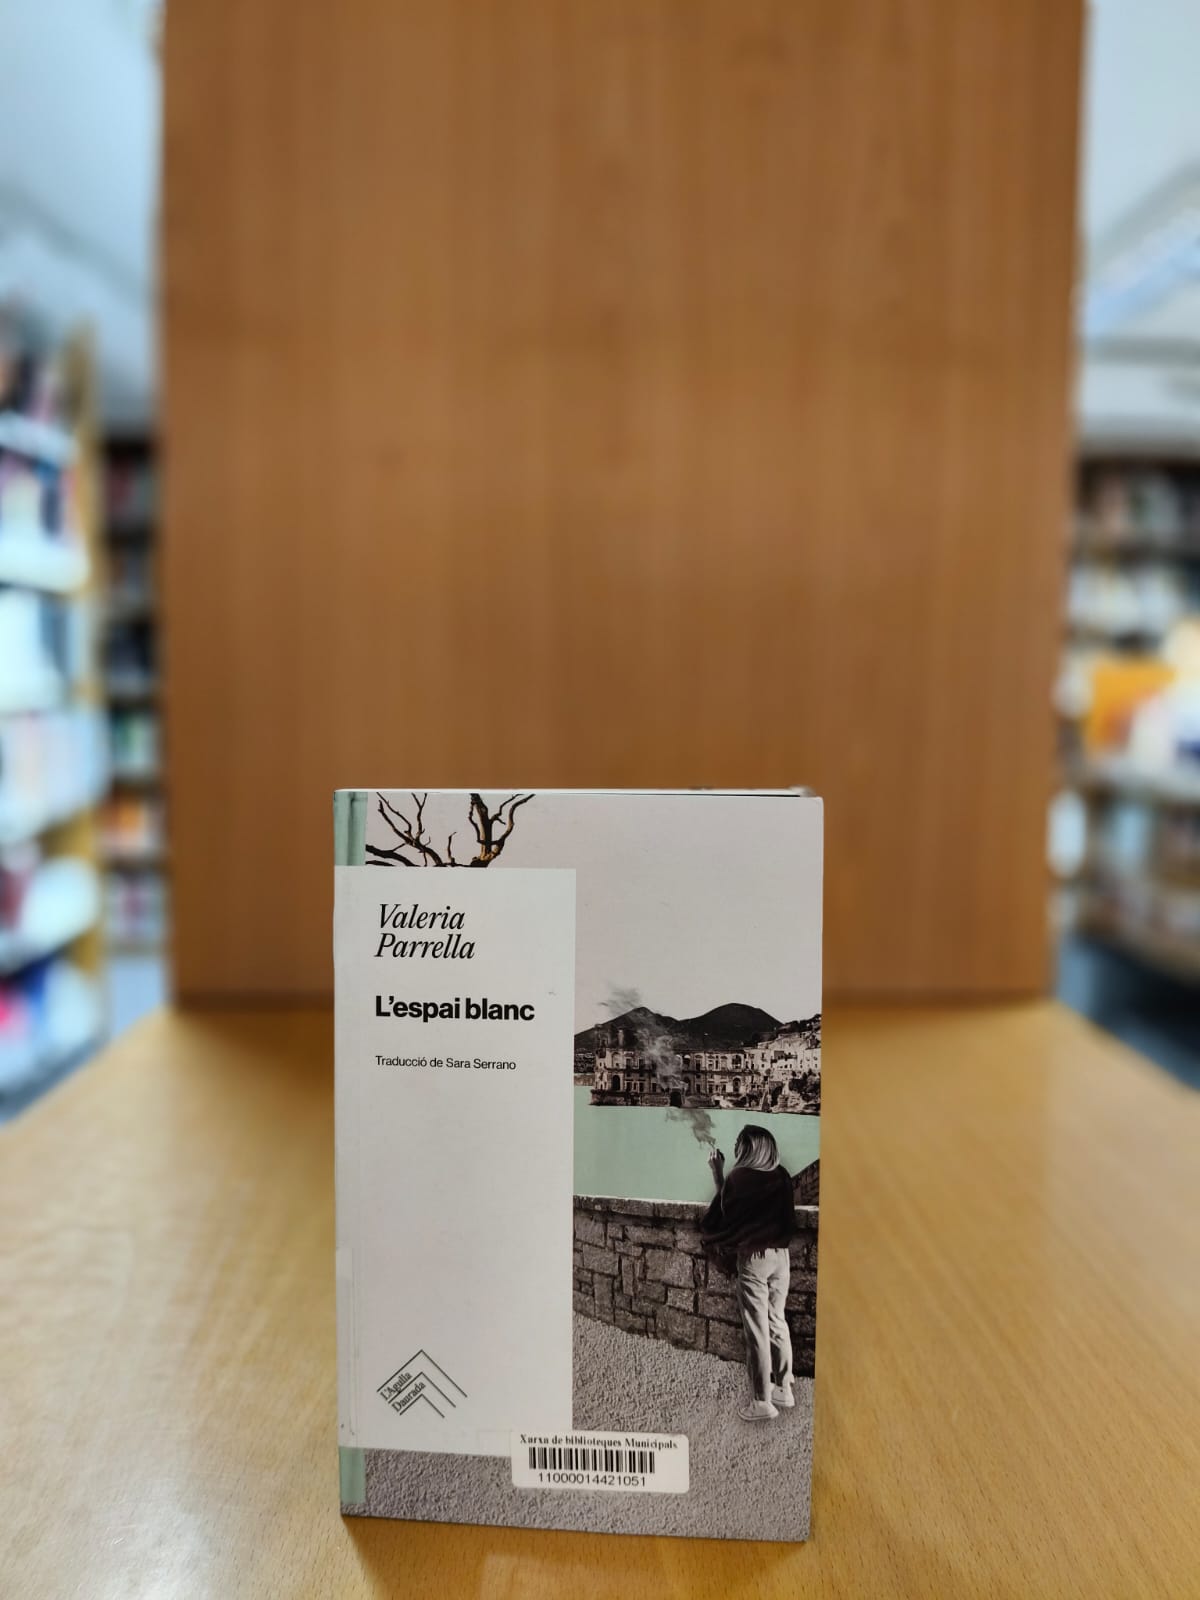 Valeria
Parrella
L'espai blanc
Traducció de Sara Serrano
L'Agulla
Daurada
Xarxa de biblioteques Municipals
11000014421051